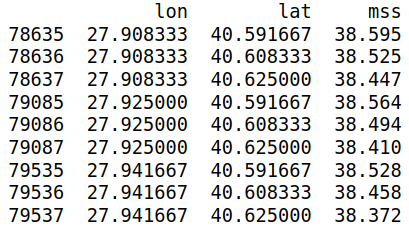 lon lat mss
78635 27.908333 40.591667 38.595
78636 27.908333 40.608333 38.525
78637 27.908333 40.625000 38.447
79085 27.925000 40.591667 38.564
79086 27.925000 40.608333 38.494
79087 27.925000 40.625000 38.410
79535 27.941667 40.591667 38.528
79536 27.941667 40.608333 38.458
79537 27.941667 40.625000 38.372